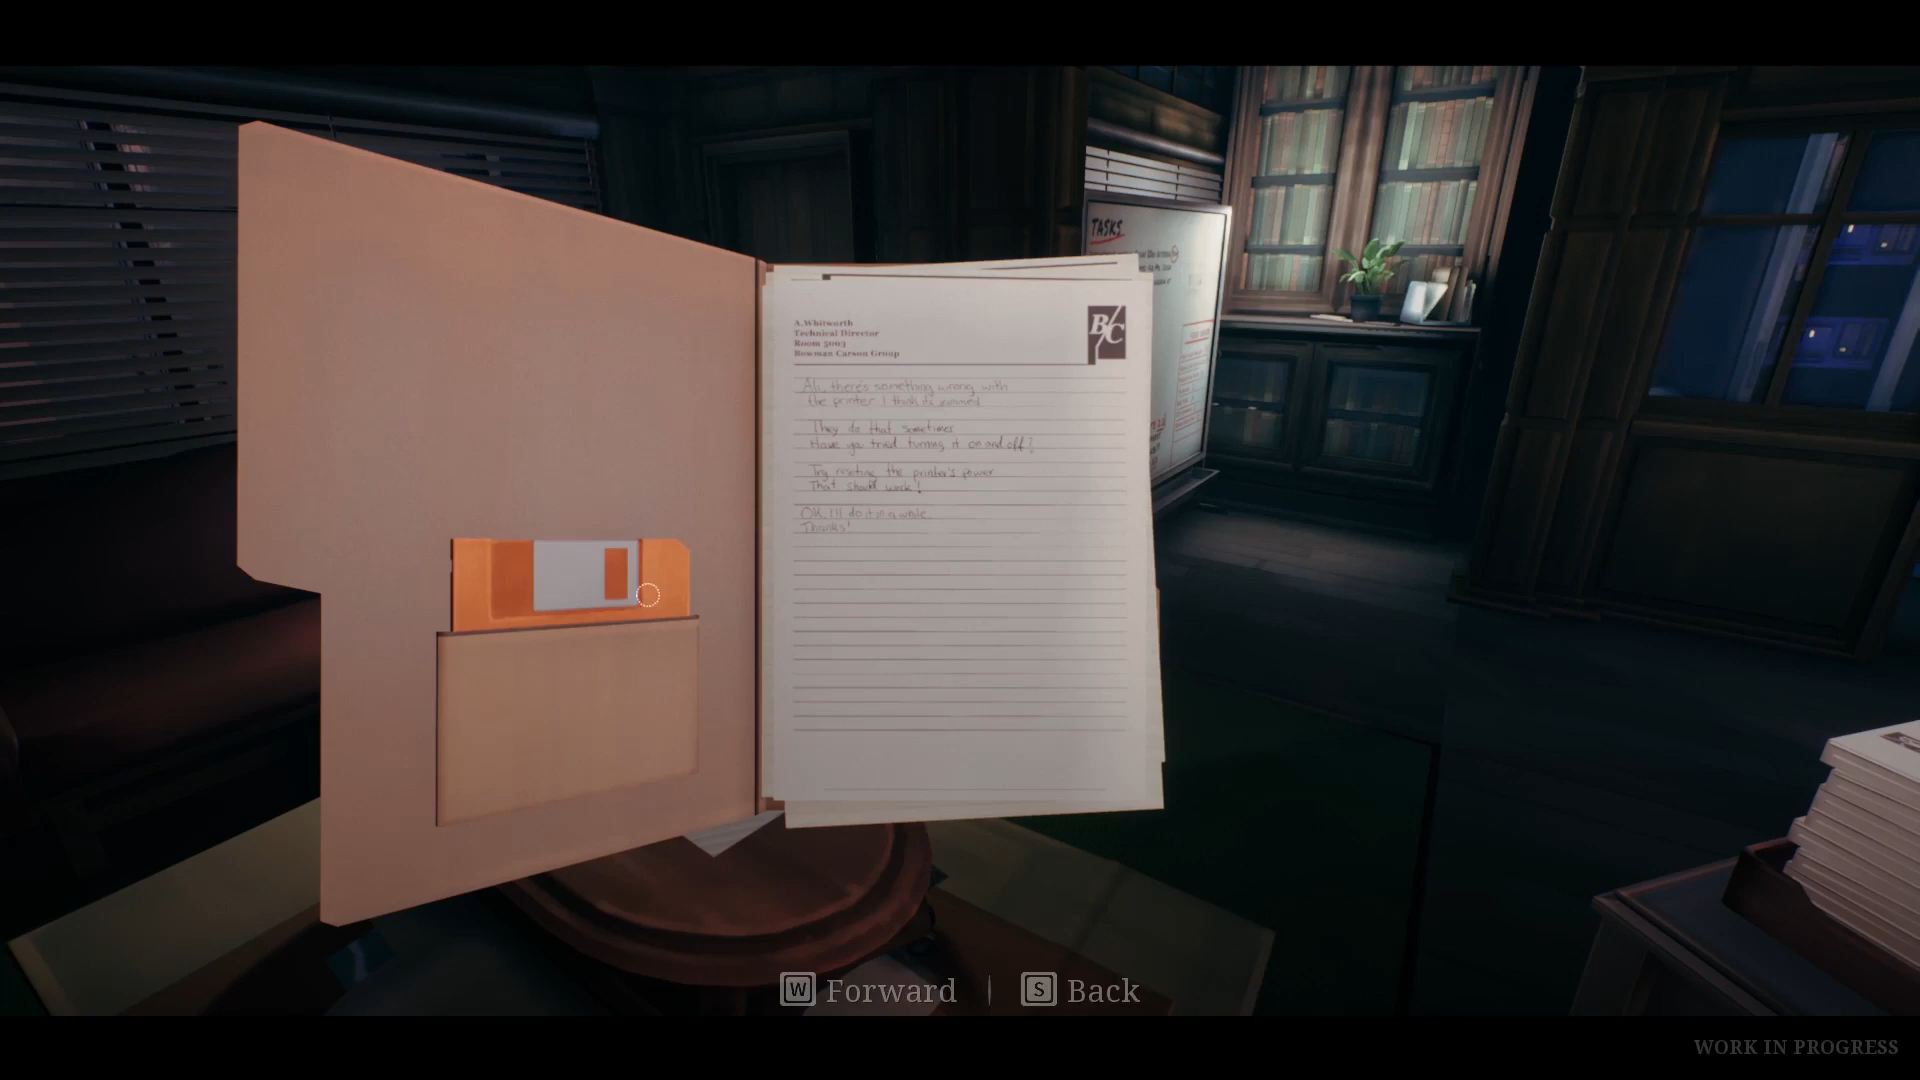 TASKS
A.Whitworth
Technical Director
Room 5003
Bowman Carson Group
B/C
Al, there's something wrong with
the printer I think its jammed
They do that sometimes
Have you tried turning it on and off?
Try reseting the printer's power
That should work!
OK, I'll do it in a while.
Thanks!
W Forward | S Back
WORK IN PROGRESS